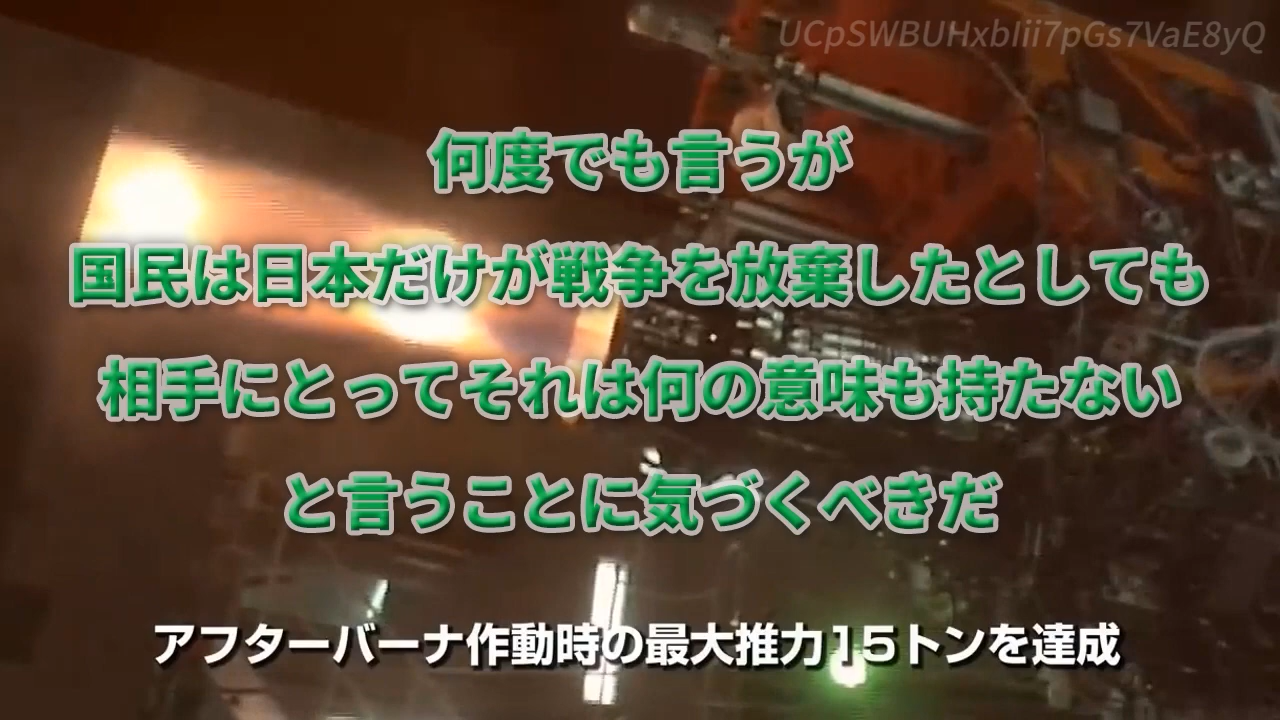 UCpSWBUHxbIii7pGs7VaE8yQ
何度でも言うが
国民は日本だけが戦争を放棄したとしても
相手にとってそれは何の意味も持たない
と言うことに気づくべきだ
アフターバーナ作動時の最大推力15トンを達成